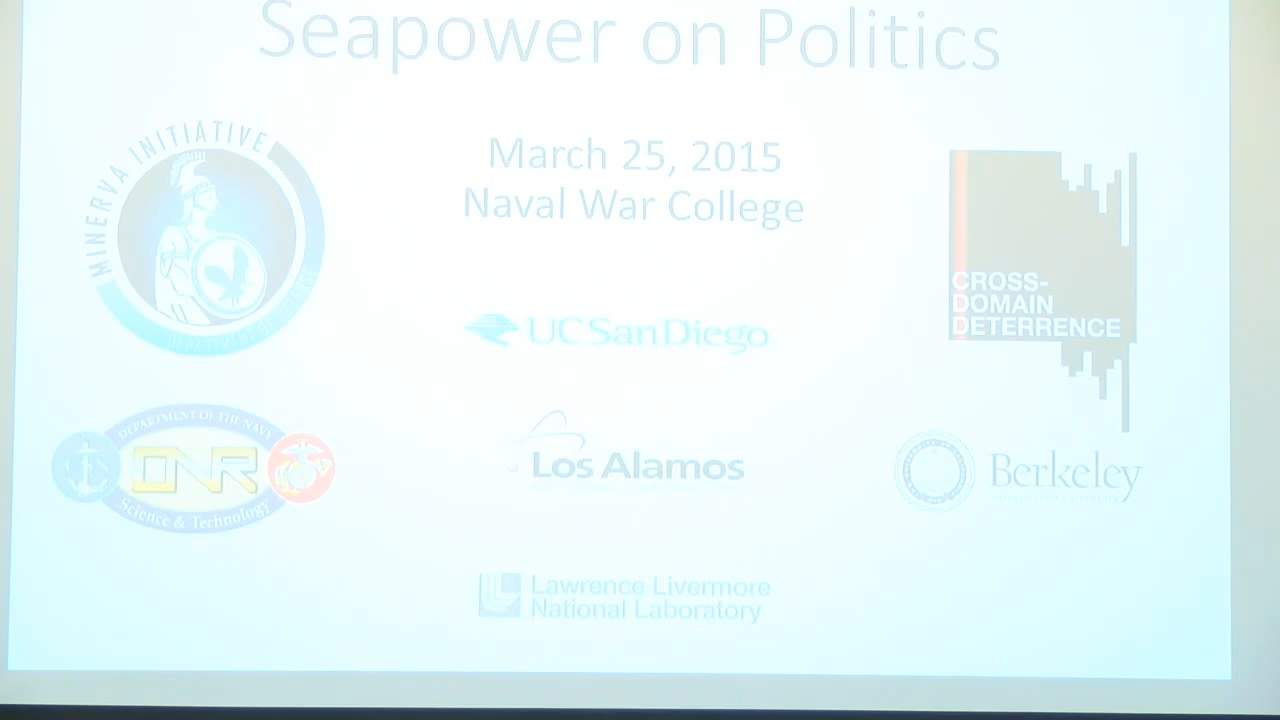 Seapower on Politics
March 25, 2015
Naval War College
MINERVA INITIATIVE
CROSS-
DOMAIN
DETERRENCE
UC San Diego
DEPARTMENT OF THE NAVY
ONR
Science & Technology
Los Alamos
Berkeley
Lawrence Livermore
National Laboratory